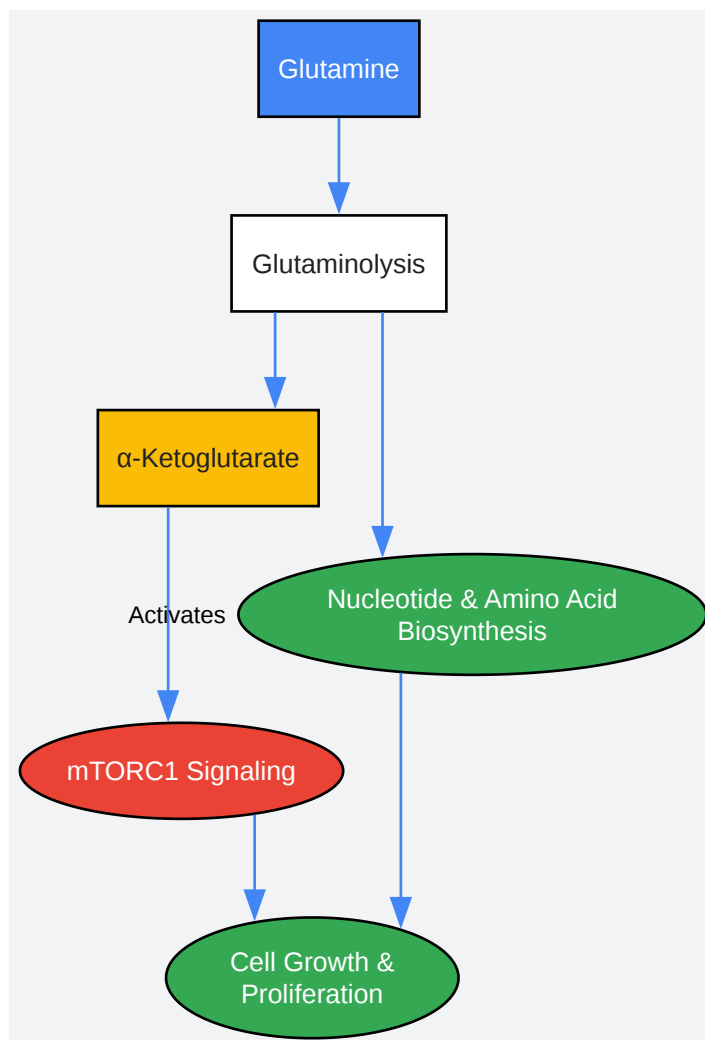 Glutamine
Glutaminolysis
α-Ketoglutarate
Nucleotide & Amino Acid
Biosynthesis
Activates
mTORC1 Signaling
Cell Growth &
Proliferation